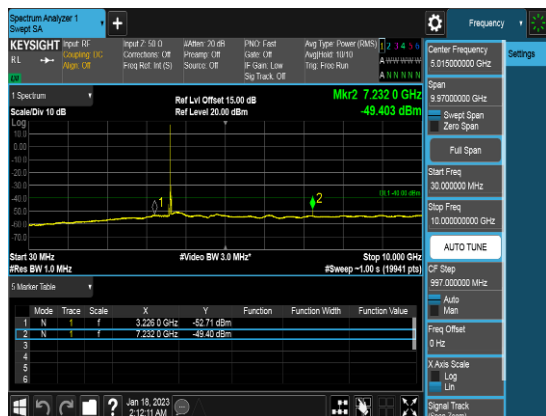 Spectrum Analyzer 1
Swept SA
Frequency
KEYSIGHT
RL
Input: RF
Coupling: DC
Align: Off
Input Z: 50 Ω
Corrections: Off
Freq Ref: Int (S)
#Atten: 20 dB
Preamp: Off
Source: Off
PNO: Fast
Gate: Off
IF Gain: Low
Sig Track: Off
Avg Type: Power (RMS)
Avg|Hold: 10/10
Trig: Free Run
1 2 3 4 5 6
A W W W W W
A N N N N N
1 Spectrum
Scale/Div 10 dB
Ref Lvl Offset 15.00 dB
Ref Level 20.00 dBm
Mkr2 7.232 0 GHz
-49.403 dBm
Log
10.0
0.00
-10.0
-20.0
-30.0
-40.0
-50.0
-60.0
-70.0
DL1 -40.00 dBm
1
2
Start 30 MHz
#Res BW 1.0 MHz
#Video BW 3.0 MHz*
Stop 10.000 GHz
#Sweep ~1.00 s (19941 pts)
5 Marker Table
Mode Trace Scale X Y Function Function Width Function Value
1 N 1 f 3.226 0 GHz -52.71 dBm
2 N 1 f 7.232 0 GHz -49.40 dBm
3
4
5
6
Jan 18, 2023
2:12:11 AM
Center Frequency
5.015000000 GHz
Span
9.97000000 GHz
Swept Span
Zero Span
Full Span
Start Freq
30.000000 MHz
Stop Freq
10.000000000 GHz
AUTO TUNE
CF Step
997.000000 MHz
Auto
Man
Freq Offset
0 Hz
X Axis Scale
Log
Lin
Signal Track
(Span Zoom)
Settings